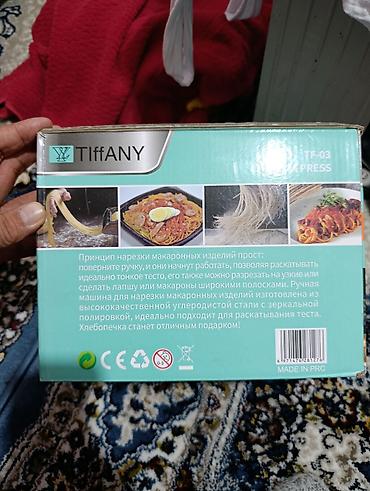 TIffANY
TF-03
PRESS
Принцип нарезки макаронных изделий прост:
поверните ручку, и они начнут работать, позволяя раскатывать
идеально тонкое тесто, его также можно разрезать на узкие или
сделать лапшу или макароны широкими полосками. Ручная
машина для нарезки макаронных изделий изготовлена из
высококачественной углеродистой стали с зеркальной
полировкой, идеально подходит для раскатывания теста.
Хлебопечка станет отличным подарком!
CE
MADE IN PRC